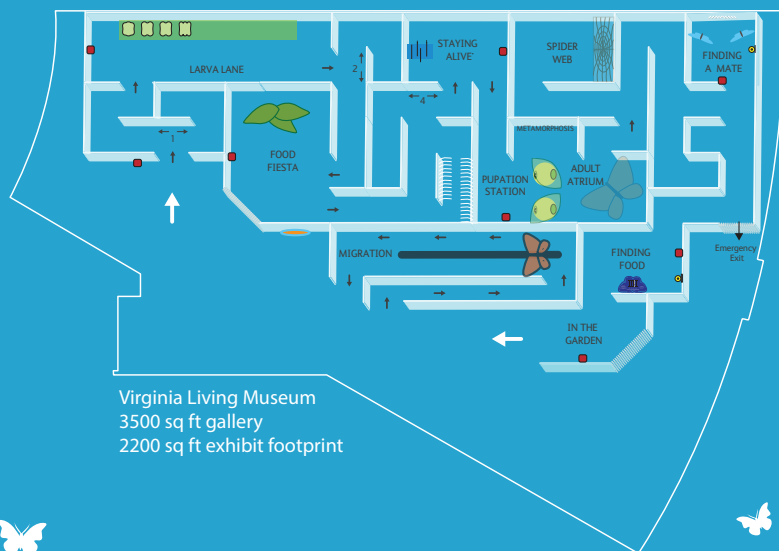 LARVA LANE
STAYING
ALIVE'
SPIDER
WEB
FINDING
A MATE
2
4
1
FOOD
FIESTA
METAMORPHOSIS
PUPATION
STATION
ADULT
ATRIUM
MIGRATION
FINDING
FOOD
Emergency
Exit
IN THE
GARDEN
Virginia Living Museum
3500 sq ft gallery
2200 sq ft exhibit footprint